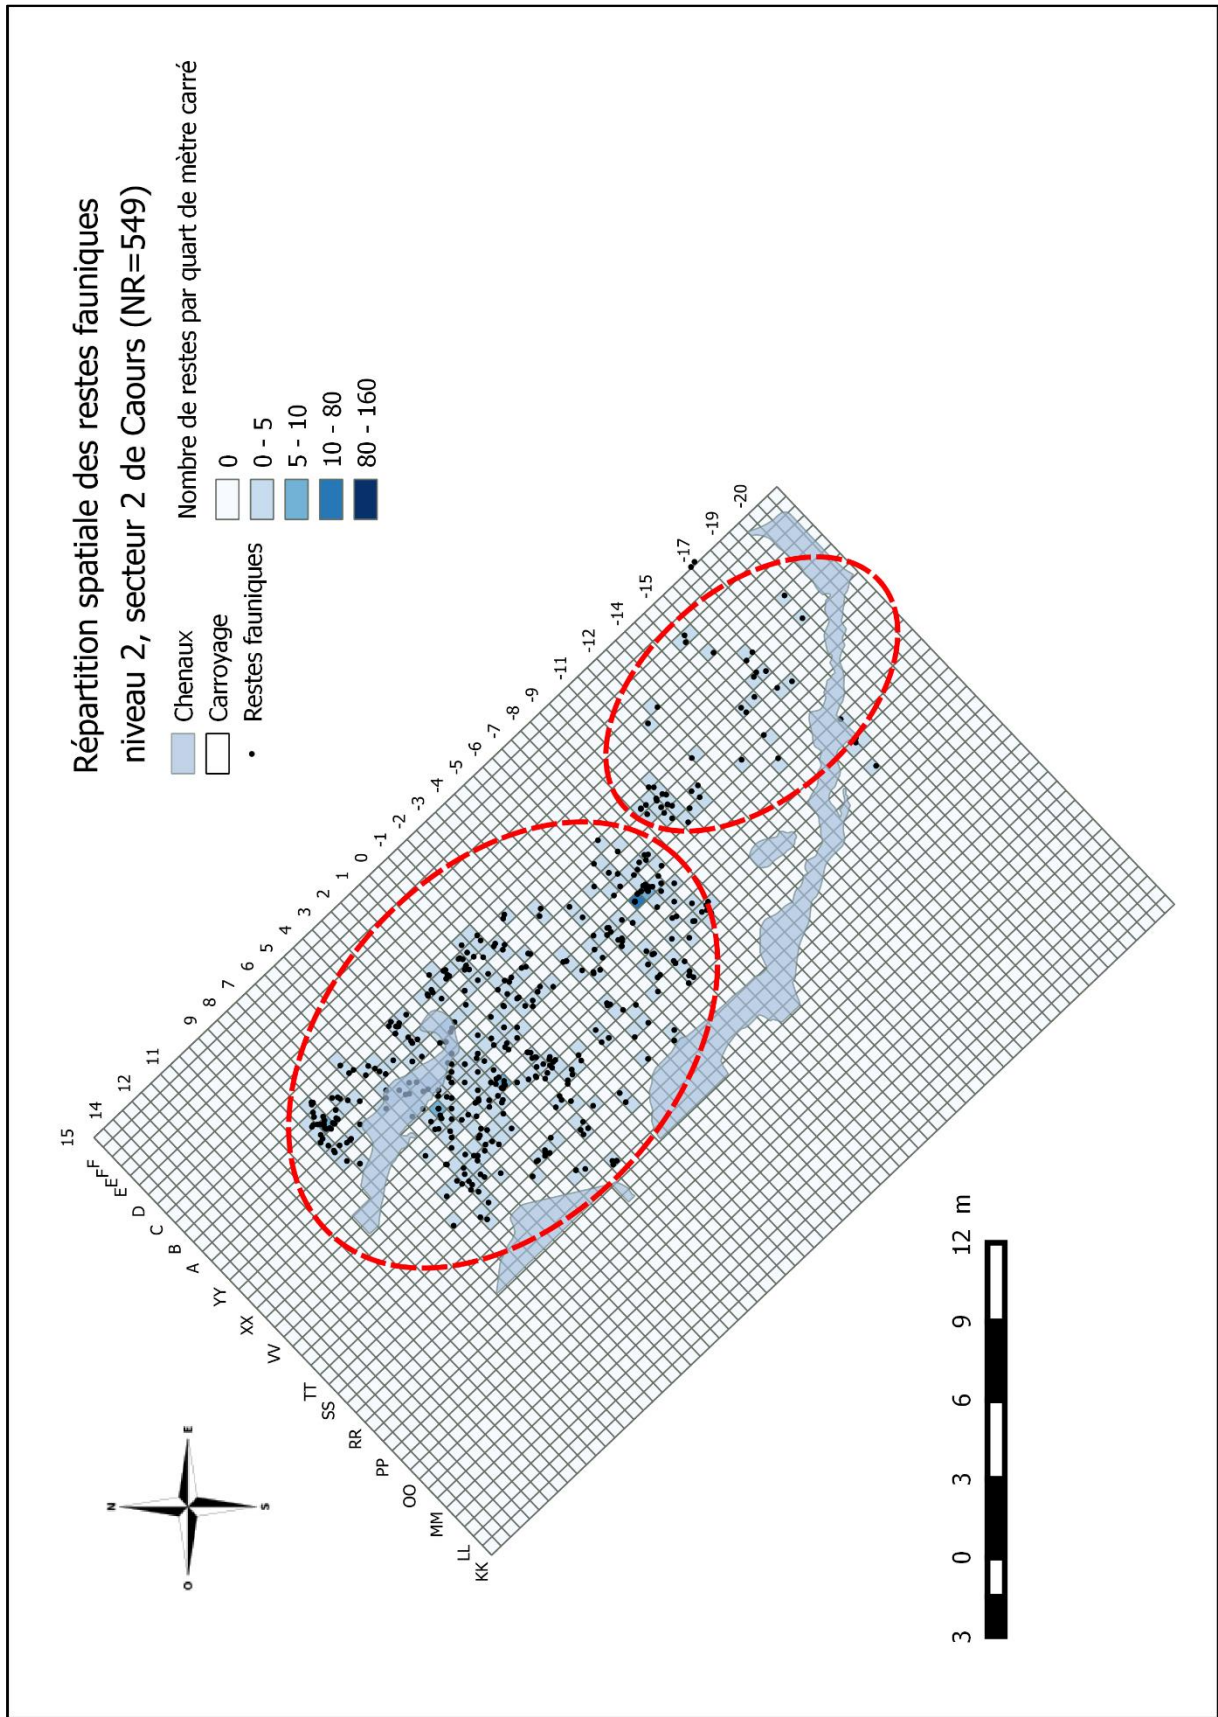 Répartition spatiale des restes fauniques
niveau 2, secteur 2 de Caours (NR=549)
Chenaux
Carroyage
Restes fauniques
Nombre de restes par quart de mètre carré
0
0 - 5
5 - 10
10 - 80
80 - 160
N
O
E
S
15
14
12
11
9
8
7
6
5
4
3
2
1
0
-1
-2
-3
-4
-5
-6
-7
-8
-9
-11
-12
-14
-15
-17
-19
-20
FF
F
EE
E
D
C
B
A
YY
XX
VV
TT
SS
RR
PP
OO
MM
LL
KK
3 0 3 6 9 12 m